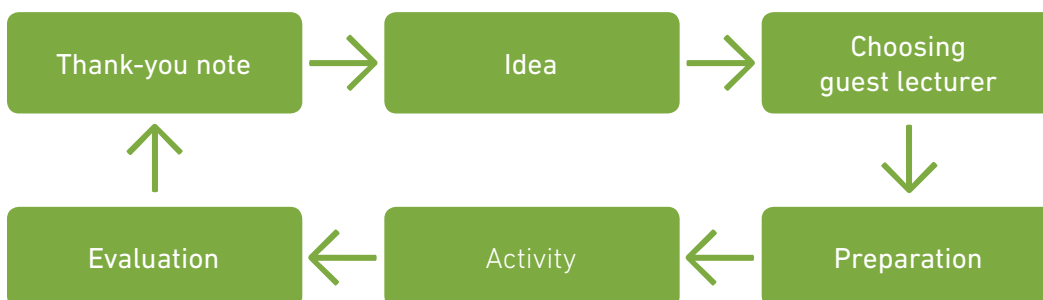 Thank-you note
Idea
Choosing
guest lecturer
Evaluation
Activity
Preparation